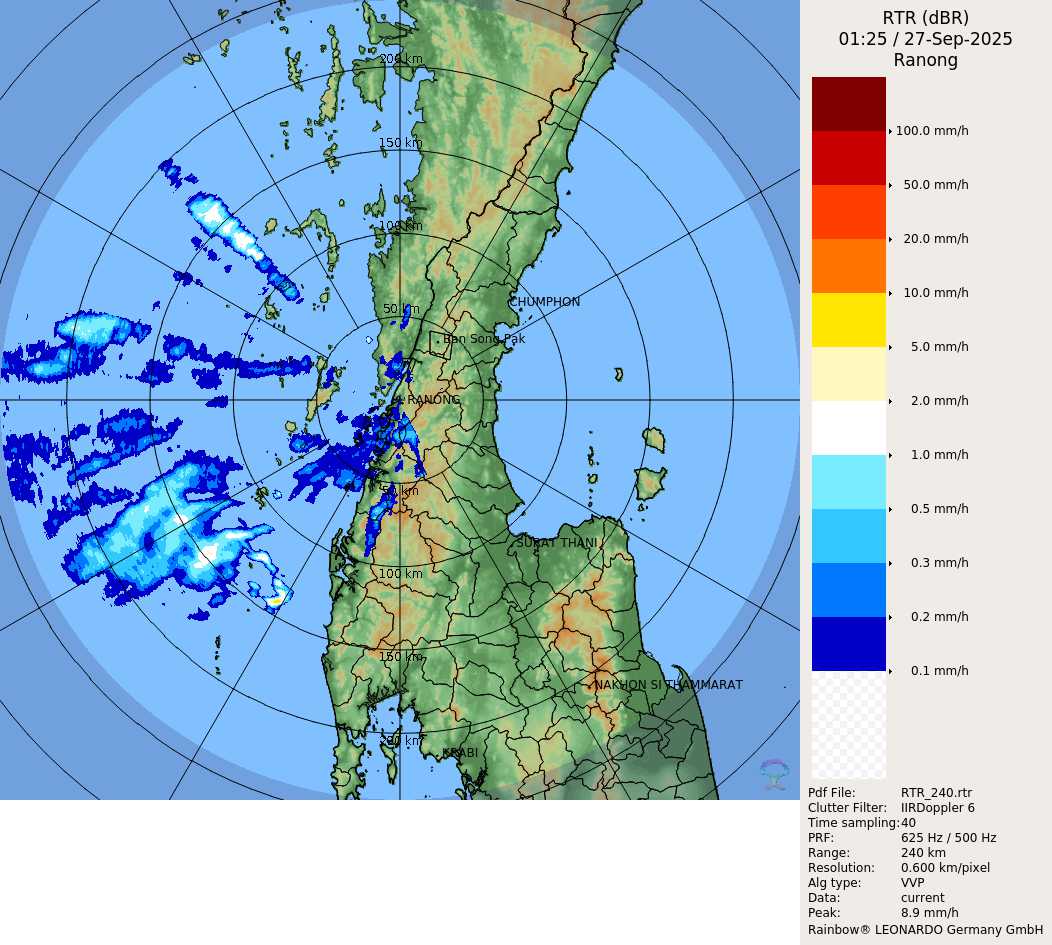 RTR (dBR)
01:25 / 27-Sep-2025
Ranong
200 km
150 km
100 km
50 km
CHUMPHON
Ban Song Pak
RANONG
50 km
SURAT THANI
100 km
150 km
NAKHON SI THAMMARAT
200 km
KRABI
100.0 mm/h
50.0 mm/h
20.0 mm/h
10.0 mm/h
5.0 mm/h
2.0 mm/h
1.0 mm/h
0.5 mm/h
0.3 mm/h
0.2 mm/h
0.1 mm/h
Pdf File: RTR_240.rtr
Clutter Filter: IIRDoppler 6
Time sampling:40
PRF: 625 Hz / 500 Hz
Range: 240 km
Resolution: 0.600 km/pixel
Alg type: VVP
Data: current
Peak: 8.9 mm/h
Rainbow® LEONARDO Germany GmbH